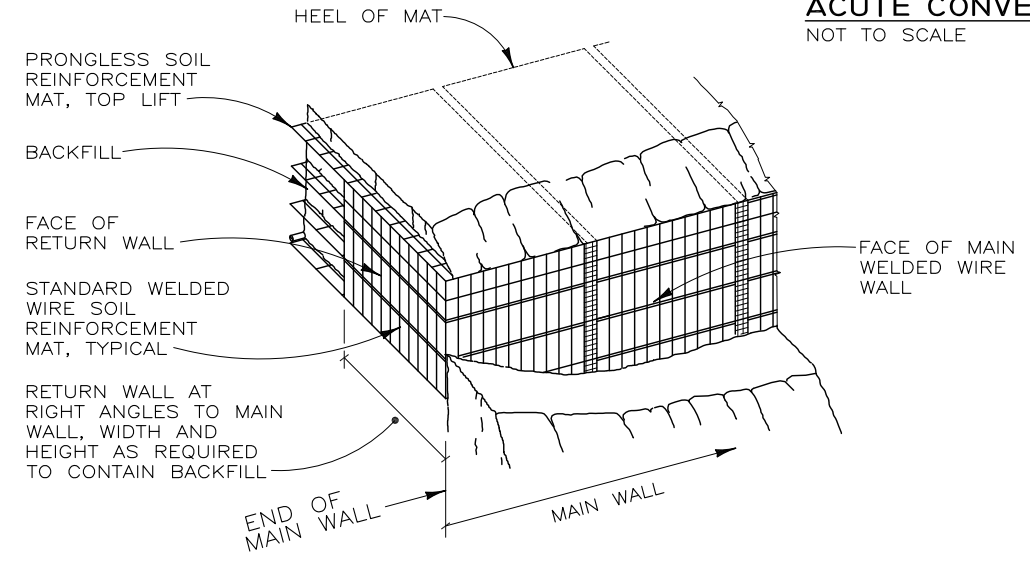 HEEL OF MAT
ACUTE CONVE
NOT TO SCALE
PRONGLESS SOIL
REINFORCEMENT
MAT, TOP LIFT
BACKFILL
FACE OF
RETURN WALL
FACE OF MAIN
WELDED WIRE
WALL
STANDARD WELDED
WIRE SOIL
REINFORCEMENT
MAT, TYPICAL
RETURN WALL AT
RIGHT ANGLES TO MAIN
WALL, WIDTH AND
HEIGHT AS REQUIRED
TO CONTAIN BACKFILL
END OF
MAIN WALL
MAIN WALL